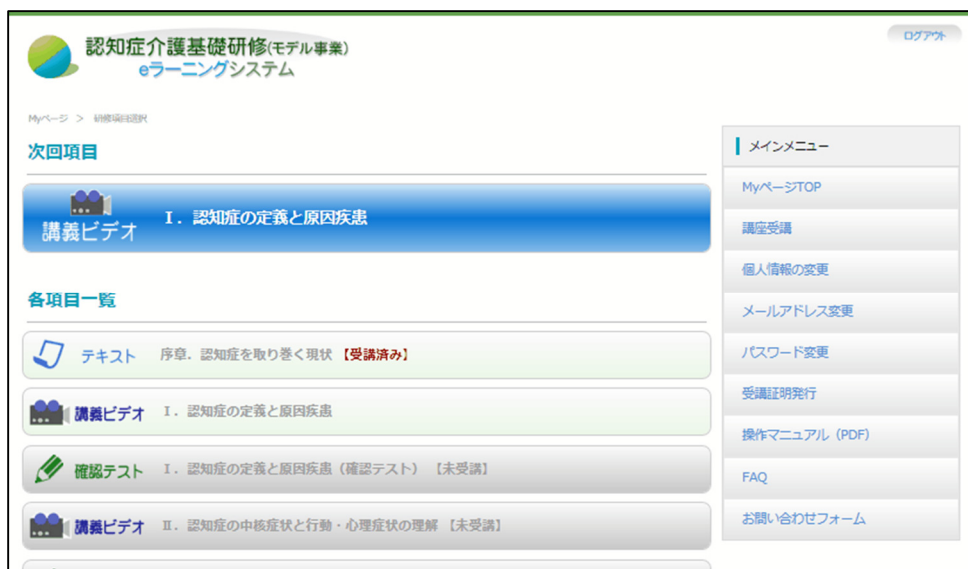 認知症介護基礎研修(モデル事業)
eラーニングシステム
ログアウト
Myページ > 研修項目選択
次回項目
講義ビデオ Ⅰ. 認知症の定義と原因疾患
各項目一覧
テキスト 序章. 認知症を取り巻く現状 【受講済み】
講義ビデオ Ⅰ. 認知症の定義と原因疾患
確認テスト Ⅰ. 認知症の定義と原因疾患（確認テスト） 【未受講】
講義ビデオ Ⅱ. 認知症の中核症状と行動・心理症状の理解 【未受講】
メインメニュー
MyページTOP
講座受講
個人情報の変更
メールアドレス変更
パスワード変更
受講証明発行
操作マニュアル（PDF）
FAQ
お問い合わせフォーム